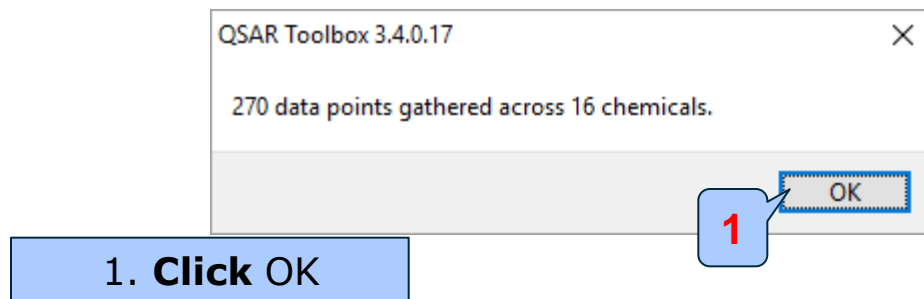 QSAR Toolbox 3.4.0.17
270 data points gathered across 16 chemicals.
OK
1
1. Click OK